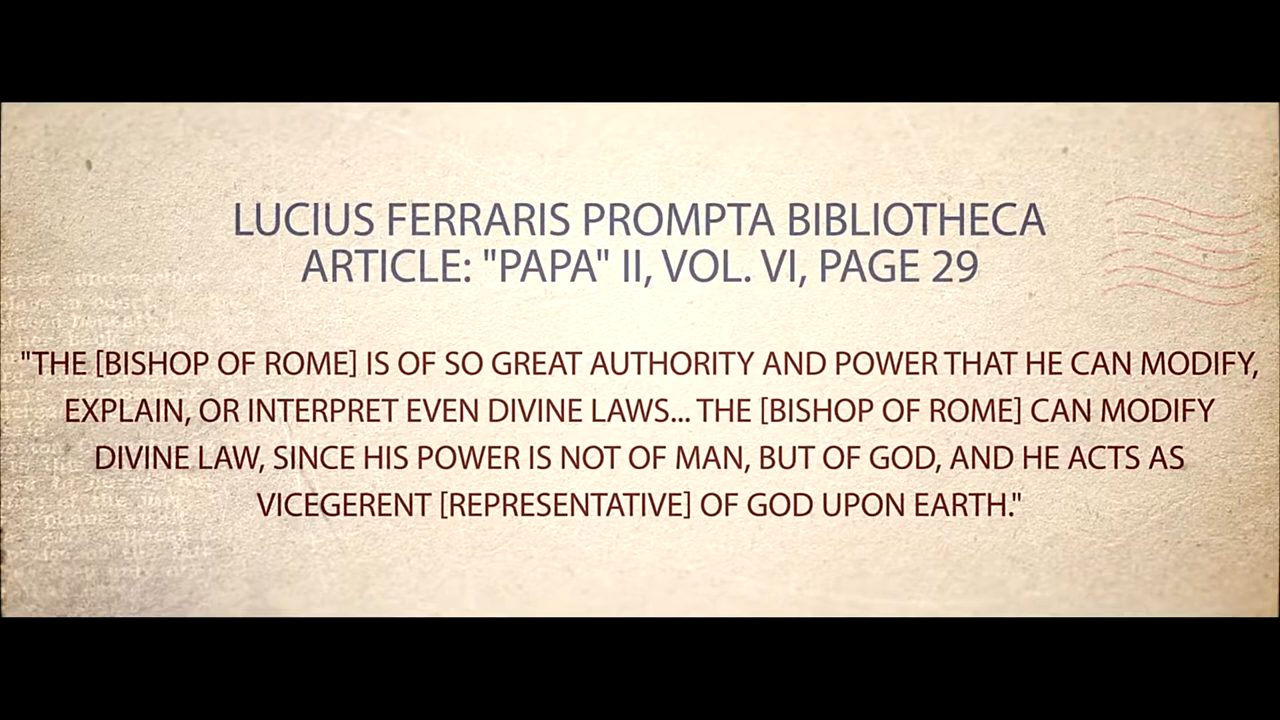 LUCIUS FERRARIS PROMPTA BIBLIOTHECA
ARTICLE: "PAPA" II, VOL. VI, PAGE 29
"THE [BISHOP OF ROME] IS OF SO GREAT AUTHORITY AND POWER THAT HE CAN MODIFY,
EXPLAIN, OR INTERPRET EVEN DIVINE LAWS... THE [BISHOP OF ROME] CAN MODIFY
DIVINE LAW, SINCE HIS POWER IS NOT OF MAN, BUT OF GOD, AND HE ACTS AS
VICEGERENT [REPRESENTATIVE] OF GOD UPON EARTH."